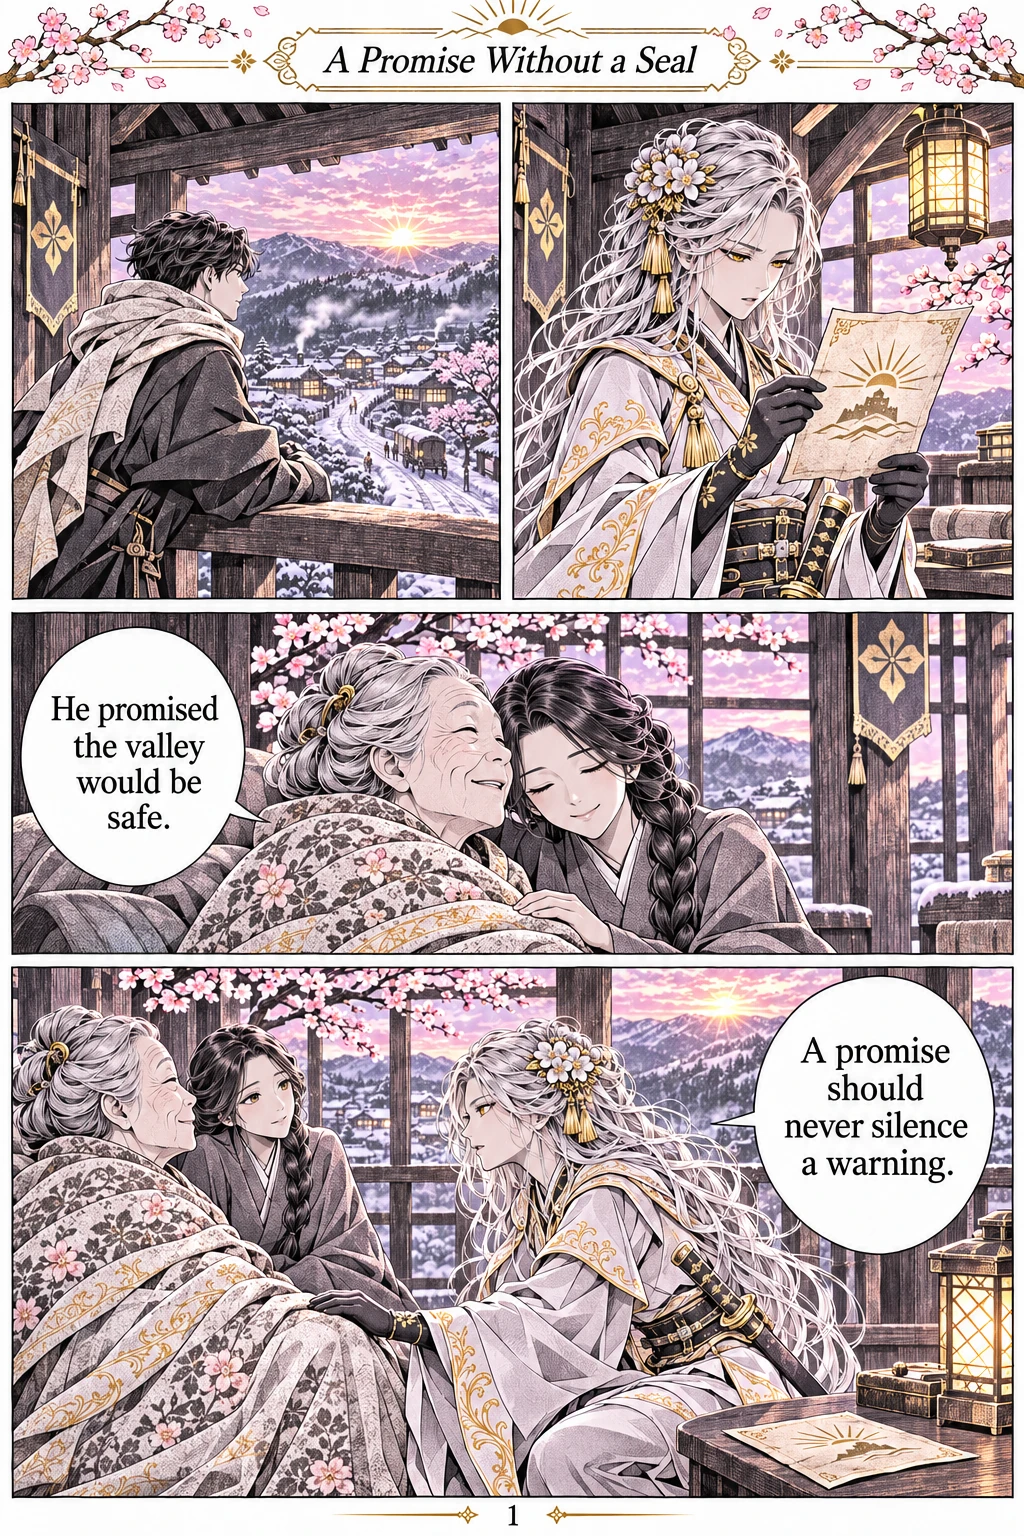 A Promise Without a Seal
He promised
the valley
would be
safe.
A promise
should
never silence
a warning.
1